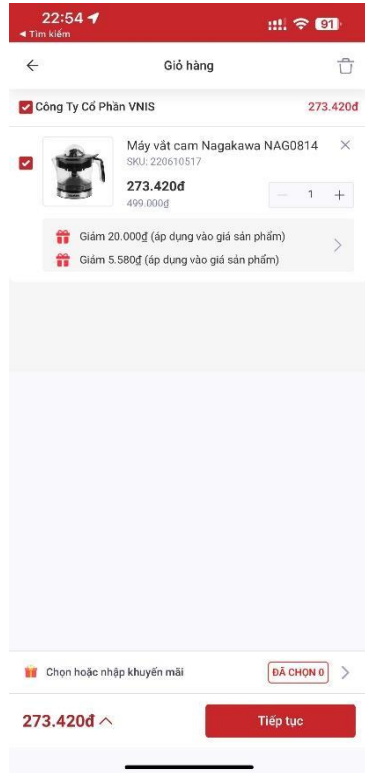 22:54
91
◄ Tìm kiếm
Giỏ hàng
Công Ty Cổ Phần VNIS
273.420đ
Máy vắt cam Nagakawa NAG0814
SKU: 220610517
273.420đ
499.000₫
1
Giảm 20.000₫ (áp dụng vào giá sản phẩm)
Giảm 5.580₫ (áp dụng vào giá sản phẩm)
Chọn hoặc nhập khuyến mãi
ĐÃ CHỌN 0
273.420đ
Tiếp tục